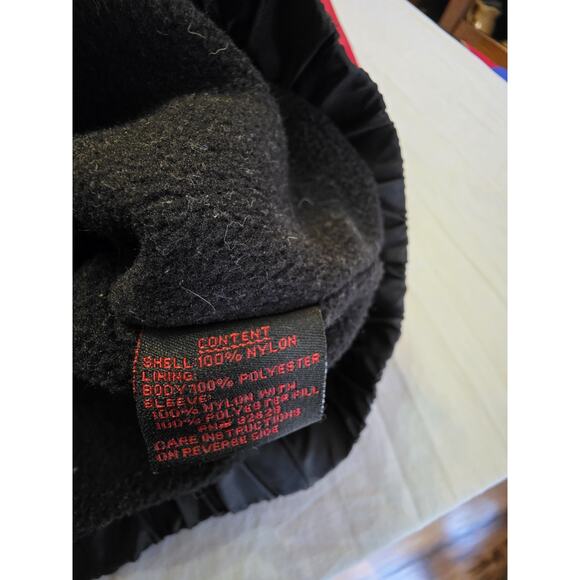 CONTENT
SHELL: 100% NYLON
LINING:
BODY: 100% POLYESTER
SLEEVE:
100% NYLON WITH
100% POLYESTER FILL
RN# 82829
CARE INSTRUCTIONS
ON REVERSE SIDE